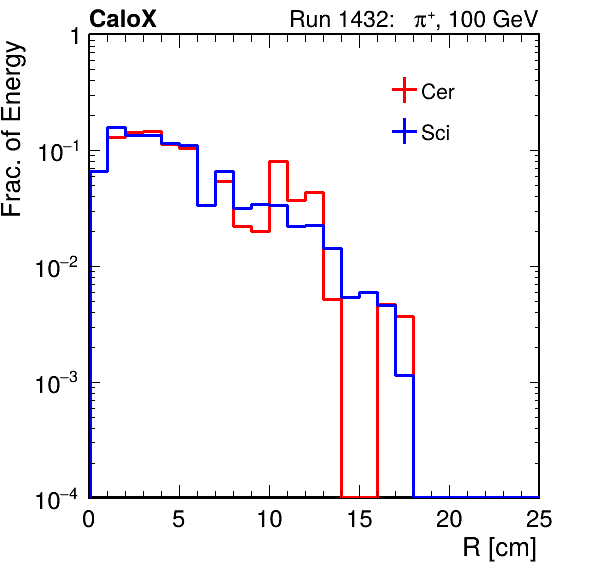 CaloX Run 1432: π⁺, 100 GeV
Frac. of Energy
1
10⁻¹
10⁻²
10⁻³
10⁻⁴
Cer
Sci
0 5 10 15 20 25
R [cm]